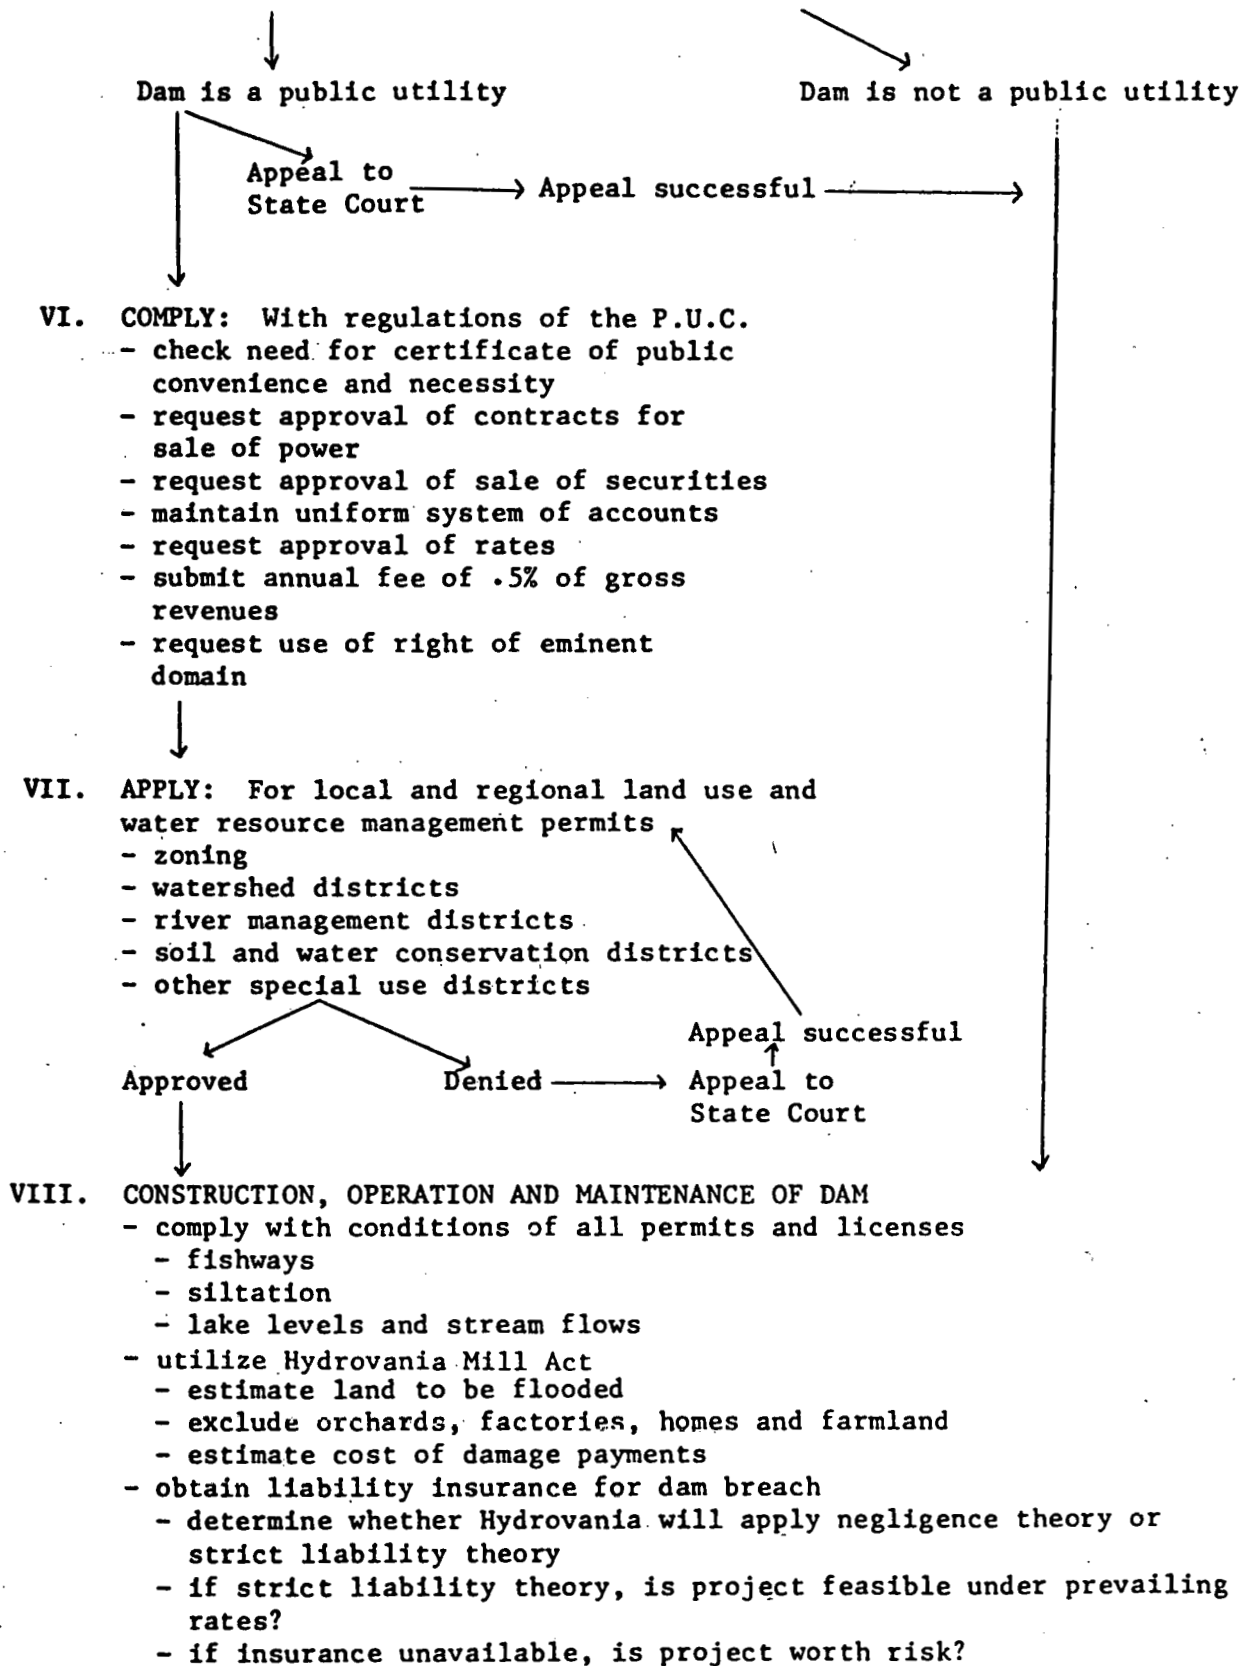 Dam is a public utility
Dam is not a public utility
Appeal to
State Court
Appeal successful
VI. COMPLY: With regulations of the P.U.C.
- check need for certificate of public
convenience and necessity
- request approval of contracts for
sale of power
- request approval of sale of securities
- maintain uniform system of accounts
- request approval of rates
- submit annual fee of .5% of gross
revenues
- request use of right of eminent
domain
VII. APPLY: For local and regional land use and
water resource management permits
- zoning
- watershed districts
- river management districts
- soil and water conservation districts
- other special use districts
Appeal successful
Approved
Denied
Appeal to
State Court
VIII. CONSTRUCTION, OPERATION AND MAINTENANCE OF DAM
- comply with conditions of all permits and licenses
- fishways
- siltation
- lake levels and stream flows
- utilize Hydrovania Mill Act
- estimate land to be flooded
- exclude orchards, factories, homes and farmland
- estimate cost of damage payments
- obtain liability insurance for dam breach
- determine whether Hydrovania will apply negligence theory or
strict liability theory
- if strict liability theory, is project feasible under prevailing
rates?
- if insurance unavailable, is project worth risk?